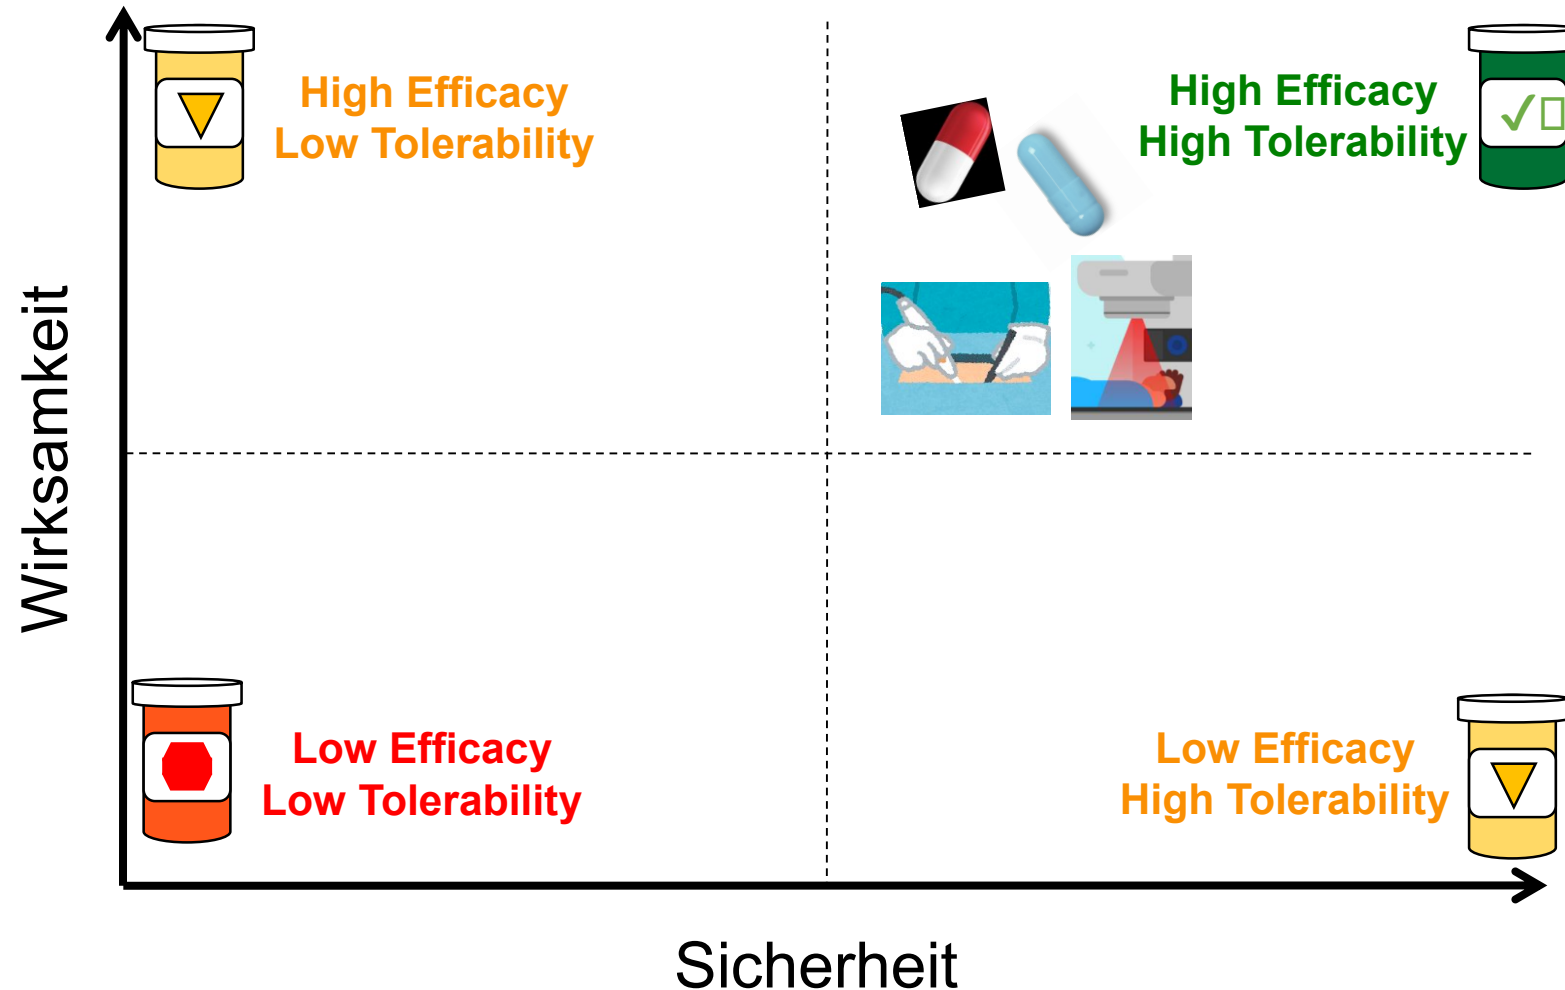 High Efficacy
Low Tolerability
High Efficacy
High Tolerability
✓
Wirksamkeit
Low Efficacy
Low Tolerability
Low Efficacy
High Tolerability
Sicherheit